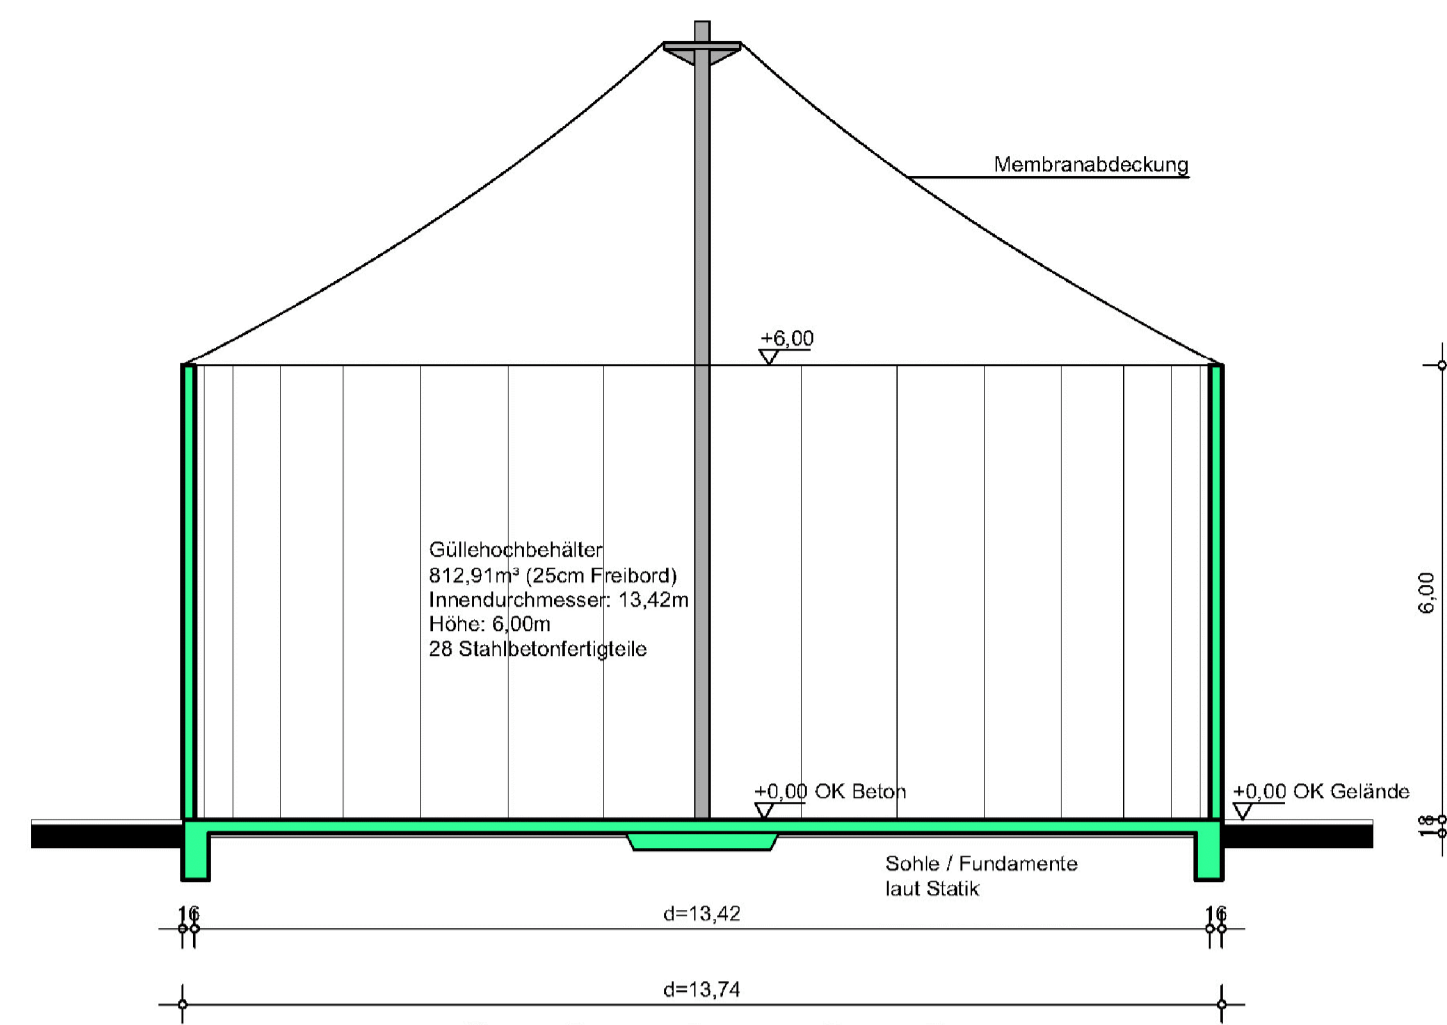 Membranabdeckung
+6,00
Güllehochbehälter
812,91m³ (25cm Freibord)
Innendurchmesser: 13,42m
Höhe: 6,00m
28 Stahlbetonfertigteile
6,00
+0,00 OK Beton
+0,00 OK Gelände
Sohle / Fundamente
laut Statik
16
d=13,42
16
d=13,74